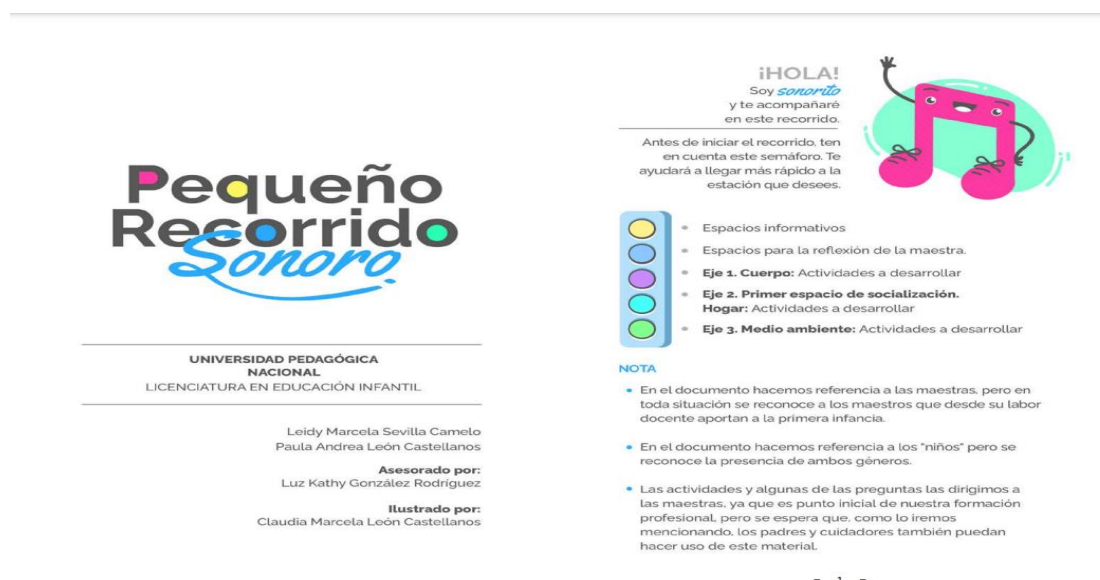 Pequeño
Recorrido
Sonoro
UNIVERSIDAD PEDAGÓGICA
NACIONAL
LICENCIATURA EN EDUCACIÓN INFANTIL
Leidy Marcela Sevilla Camelo
Paula Andrea León Castellanos
Asesorado por:
Luz Kathy González Rodríguez
Ilustrado por:
Claudia Marcela León Castellanos
¡HOLA!
Soy sonorito
y te acompañaré
en este recorrido.
Antes de iniciar el recorrido, ten
en cuenta este semáforo. Te
ayudará a llegar más rápido a la
estación que desees.
Espacios informativos
Espacios para la reflexión de la maestra.
Eje 1. Cuerpo: Actividades a desarrollar
Eje 2. Primer espacio de socialización.
Hogar: Actividades a desarrollar
Eje 3. Medio ambiente: Actividades a desarrollar
NOTA
En el documento hacemos referencia a las maestras, pero en
toda situación se reconoce a los maestros que desde su labor
docente aportan a la primera infancia.
En el documento hacemos referencia a los "niños" pero se
reconoce la presencia de ambos géneros.
Las actividades y algunas de las preguntas las dirigimos a
las maestras, ya que es punto inicial de nuestra formación
profesional, pero se espera que, como lo iremos
mencionando, los padres y cuidadores también puedan
hacer uso de este material.